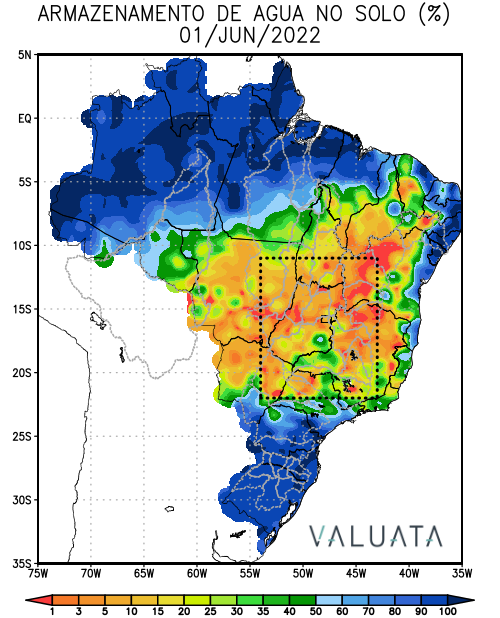 ARMAZENAMENTO DE AGUA NO SOLO (%)
01/JUN/2022
5N
EQ
5S
10S
15S
20S
25S
30S
35S
VALUATA
75W 70W 65W 60W 55W 50W 45W 40W 35W
1 3 5 10 15 20 25 30 35 40 50 60 70 80 90 100